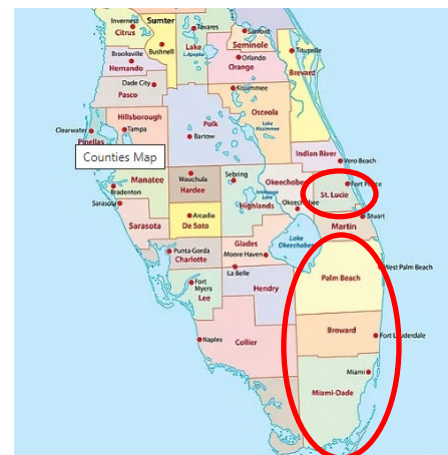 Inverness
Sumter
Tavares
Sanford
Citrus
Bushnell
Lake
Lake
Apopka
Seminole
Titusville
Brooksville
Orlando
Hernando
Orange
Brevard
Dade City
Kissimmee
Pasco
Hillsborough
Osceola
Polk
Lake
Kissimmee
Clearwater
Tampa
Pinellas
Bartow
Indian River
Counties Map
Vero Beach
Wauchula
Sebring
Okeechobee
Fort Pierce
Manatee
Hardee
St. Lucie
Bradenton
Highlands
Okeechobee
Sarasota
Arcadia
Stuart
Sarasota
De Soto
Martin
Glades
Lake
Okeechobee
Punta Gorda
Moore Haven
Charlotte
West Palm Beach
La Belle
Palm Beach
Fort
Myers
Hendry
Lee
Broward
Fort Lauderdale
Naples
Collier
Miami
Miami-Dade